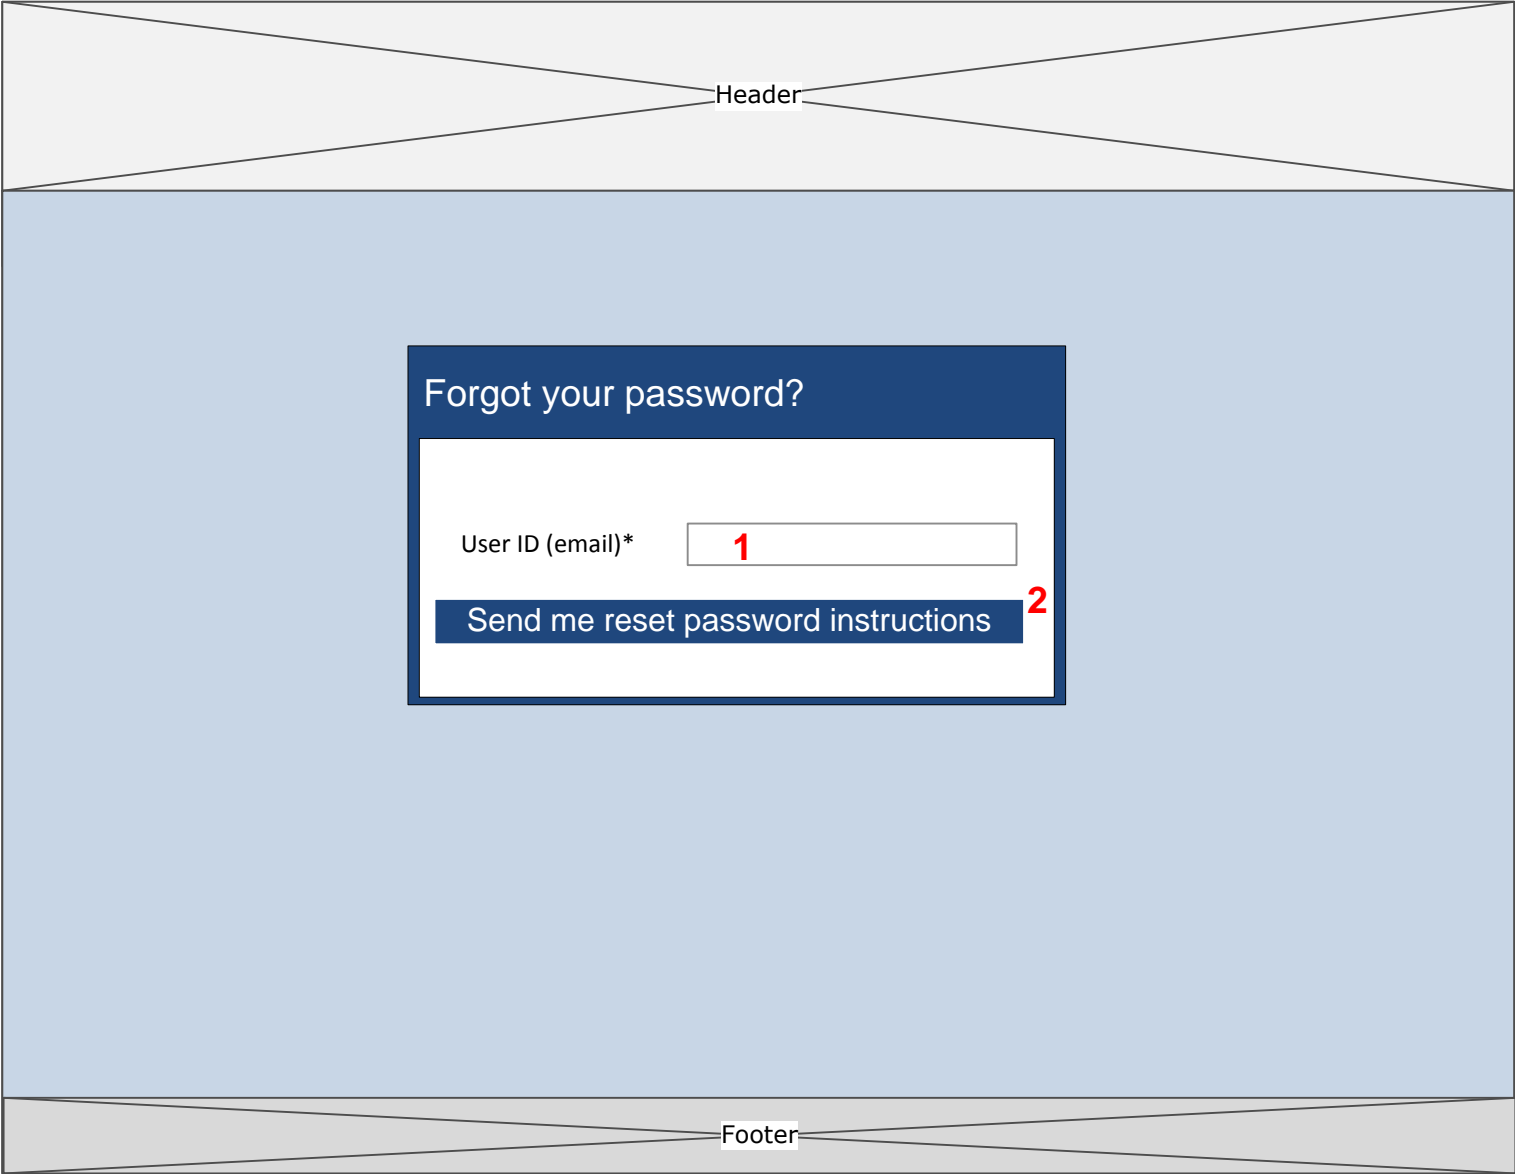 Header
Forgot your password?
User ID (email)*
1
2
Send me reset password instructions
Footer